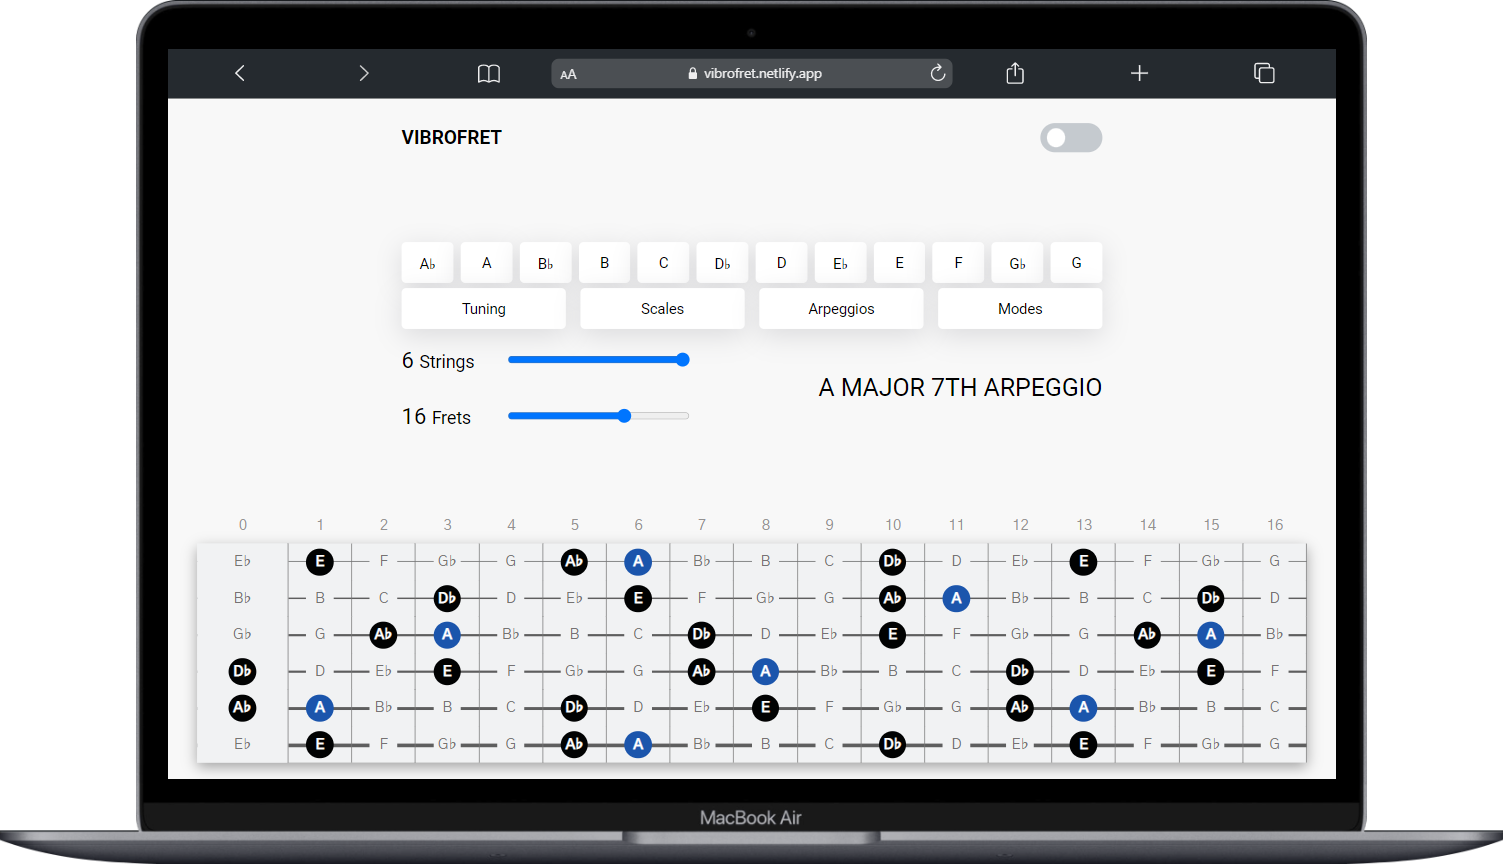 AA vibrofret.netlify.app
VIBROFRET
A♭ A B♭ B C D♭ D E♭ E F G♭ G
Tuning Scales Arpeggios Modes
6 Strings
A MAJOR 7TH ARPEGGIO
16 Frets
0 1 2 3 4 5 6 7 8 9 10 11 12 13 14 15 16
E♭ E F G♭ G A♭ A B♭ B C D♭ D E♭ E F G♭ G
B♭ B C D♭ D E♭ E F G♭ G A♭ A B♭ B C D♭ D
G♭ G A♭ A B♭ B C D♭ D E♭ E F G♭ G A♭ A B♭
D♭ D E♭ E F G♭ G A♭ A B♭ B C D♭ D E♭ E F
A♭ A B♭ B C D♭ D E♭ E F G♭ G A♭ A B♭ B C
E♭ E F G♭ G A♭ A B♭ B C D♭ D E♭ E F G♭ G
MacBook Air